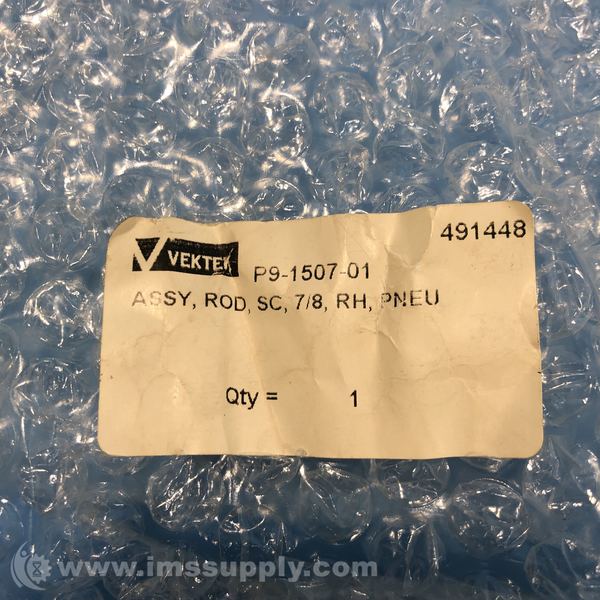 491448
VEKTEK P9-1507-01
ASSY, ROD, SC, 7/8, RH, PNEU
Qty = 1
www.imssupply.com